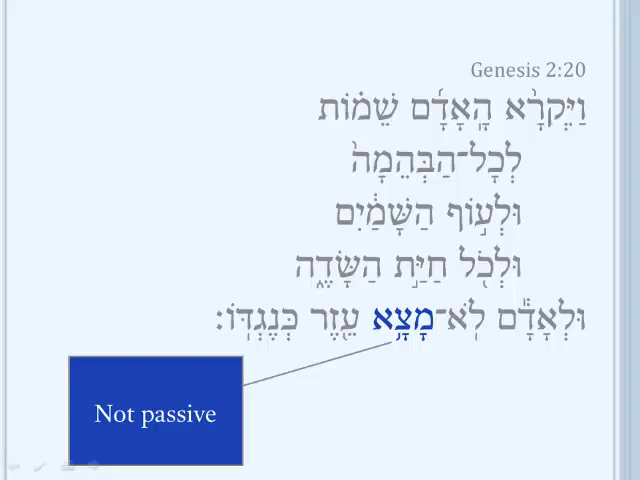 Genesis 2:20
וַיִּקְרָ֨א הָֽאָדָ֜ם שֵׁמ֗וֹת
לְכָל־הַבְּהֵמָה֙
וּלְע֣וֹף הַשָּׁמַ֔יִם
וּלְכֹ֖ל חַיַּ֣ת הַשָּׂדֶ֑ה
וּלְאָדָ֕ם לֹֽא־מָצָ֥א עֵ֖זֶר כְּנֶגְדּֽוֹ׃
Not passive